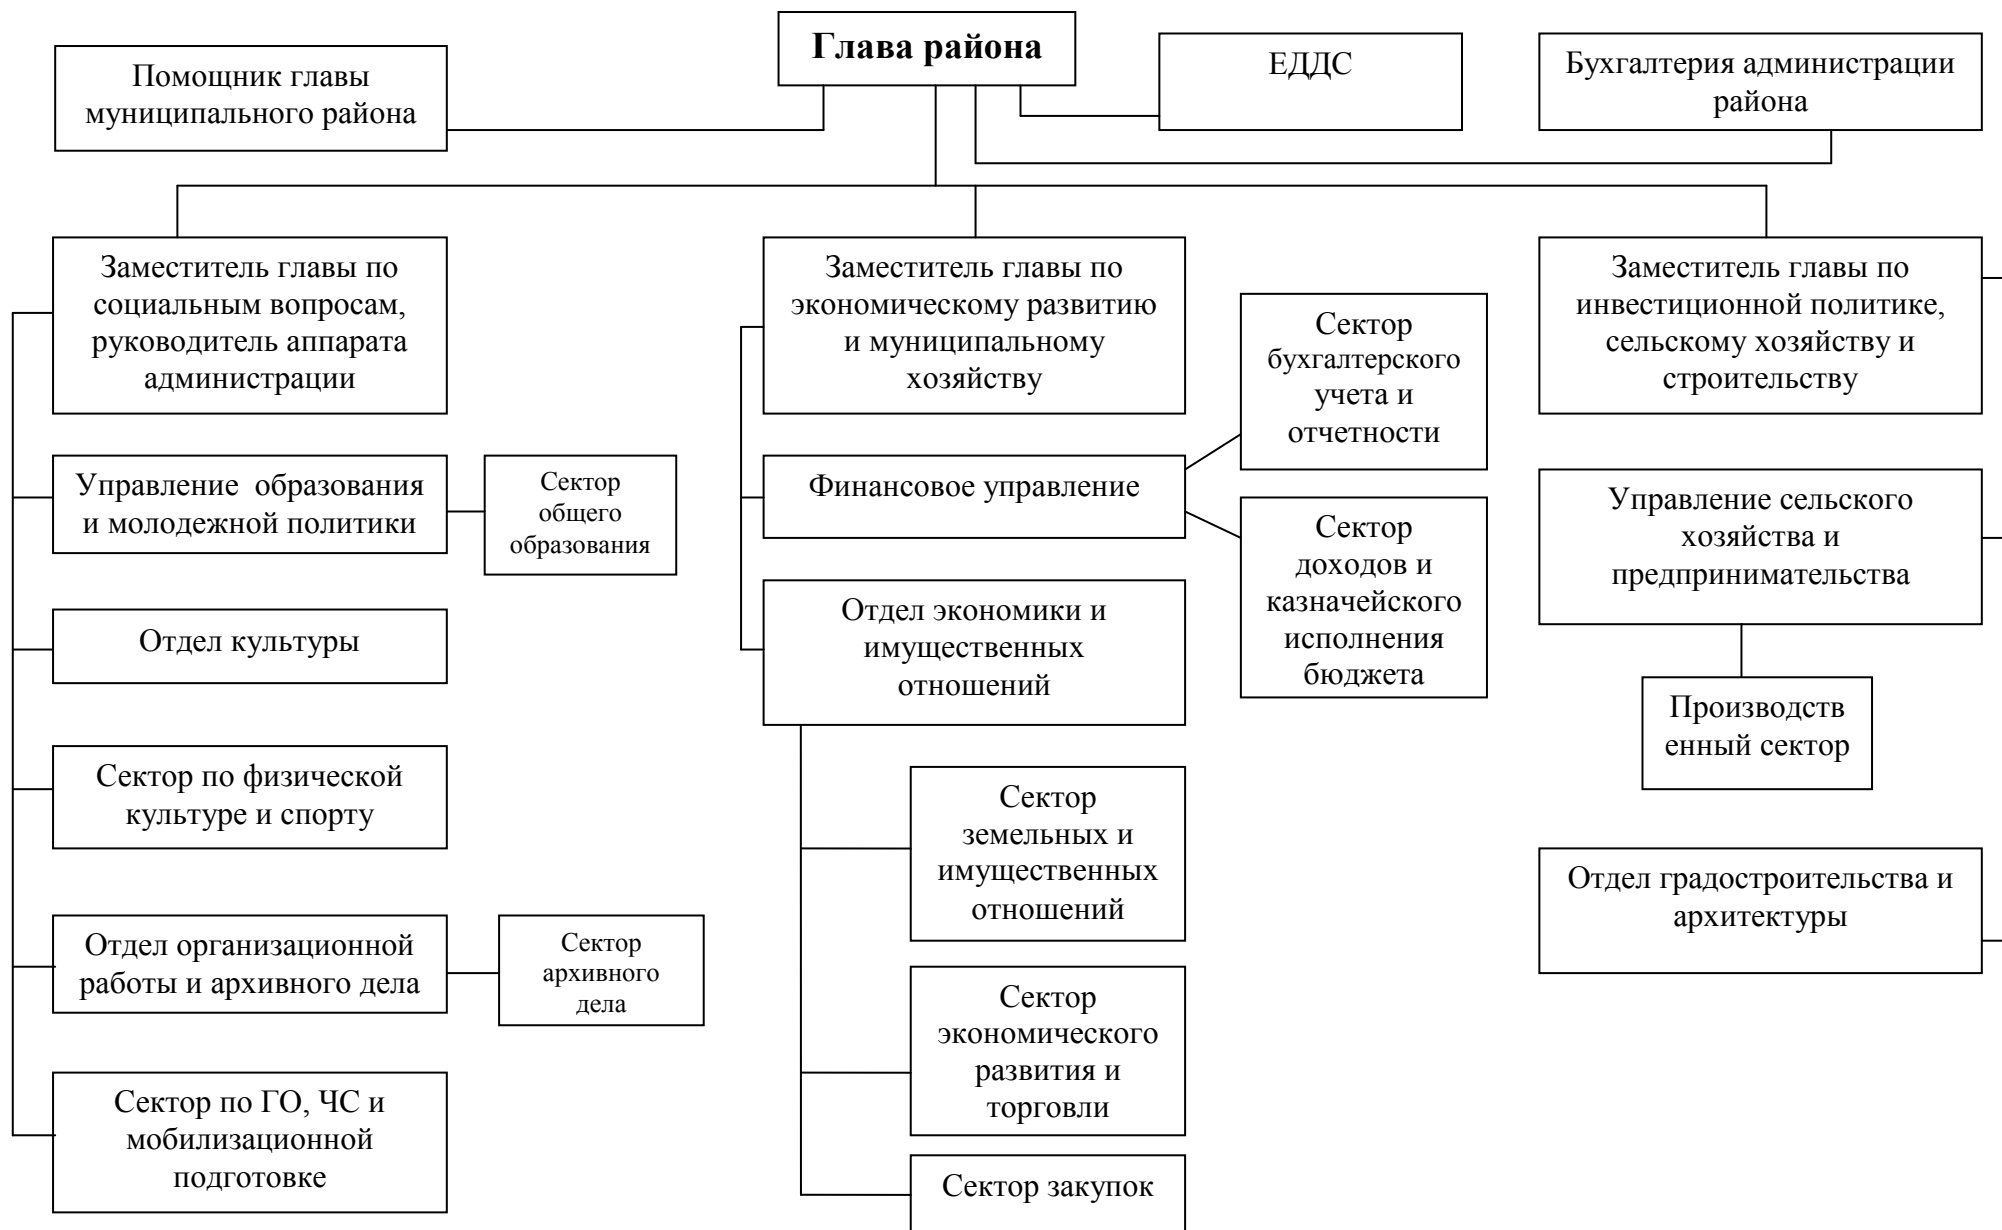 Глава района
Помощник главы
муниципального района
ЕДДС
Бухгалтерия администрации
района
Заместитель главы по
социальным вопросам,
руководитель аппарата
администрации
Управление  образования
и молодежной политики
Сектор
общего
образования
Отдел культуры
Сектор по физической
культуре и спорту
Отдел организационной
работы и архивного дела
Сектор
архивного
дела
Сектор по ГО, ЧС и
мобилизационной
подготовке
Заместитель главы по
экономическому развитию
и муниципальному
хозяйству
Финансовое управление
Сектор
бухгалтерского
учета и
отчетности
Сектор
доходов и
казначейского
исполнения
бюджета
Отдел экономики и
имущественных
отношений
Сектор
земельных и
имущественных
отношений
Сектор
экономического
развития и
торговли
Сектор закупок
Заместитель главы по
инвестиционной политике,
сельскому хозяйству и
строительству
Управление сельского
хозяйства и
предпринимательства
Производств
енный сектор
Отдел градостроительства и
архитектуры